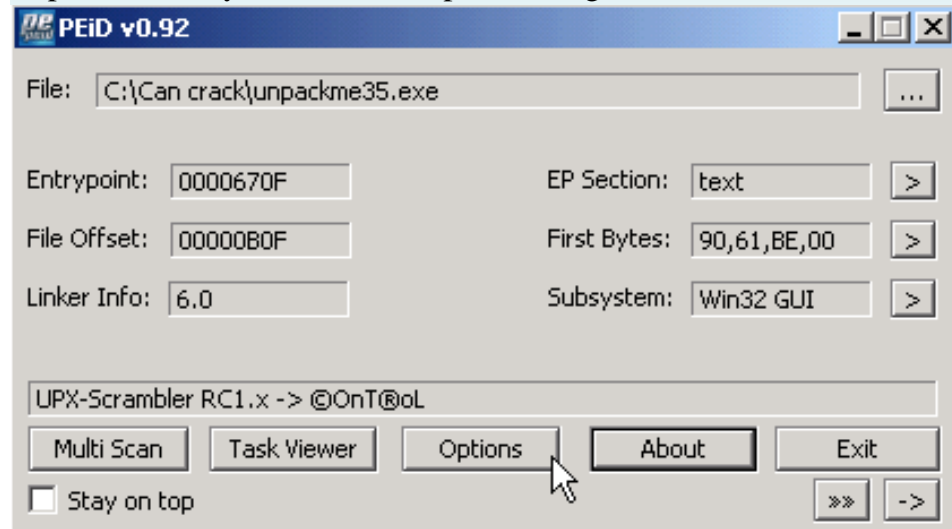 PEiD v0.92
File: C:\Can crack\unpackme35.exe ...
Entrypoint: 0000670F EP Section: text >
File Offset: 00000B0F First Bytes: 90,61,BE,00 >
Linker Info: 6.0 Subsystem: Win32 GUI >
UPX-Scrambler RC1.x -> ©OnT®oL
Multi Scan Task Viewer Options About Exit
Stay on top »» ->